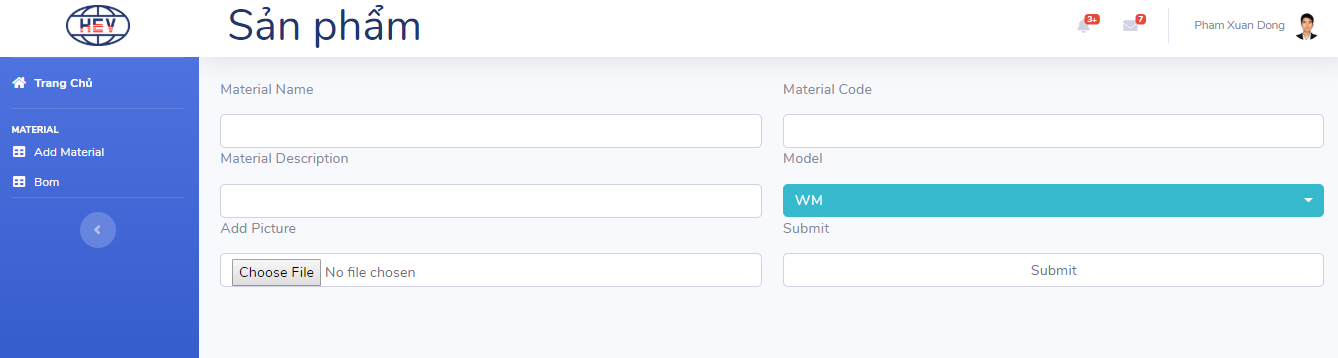 HEV
Sản phẩm
3+
7
Pham Xuan Dong
Trang Chủ
MATERIAL
Add Material
Bom
Material Name
Material Code
Material Description
Model
WM
Add Picture
Submit
Choose File No file chosen
Submit